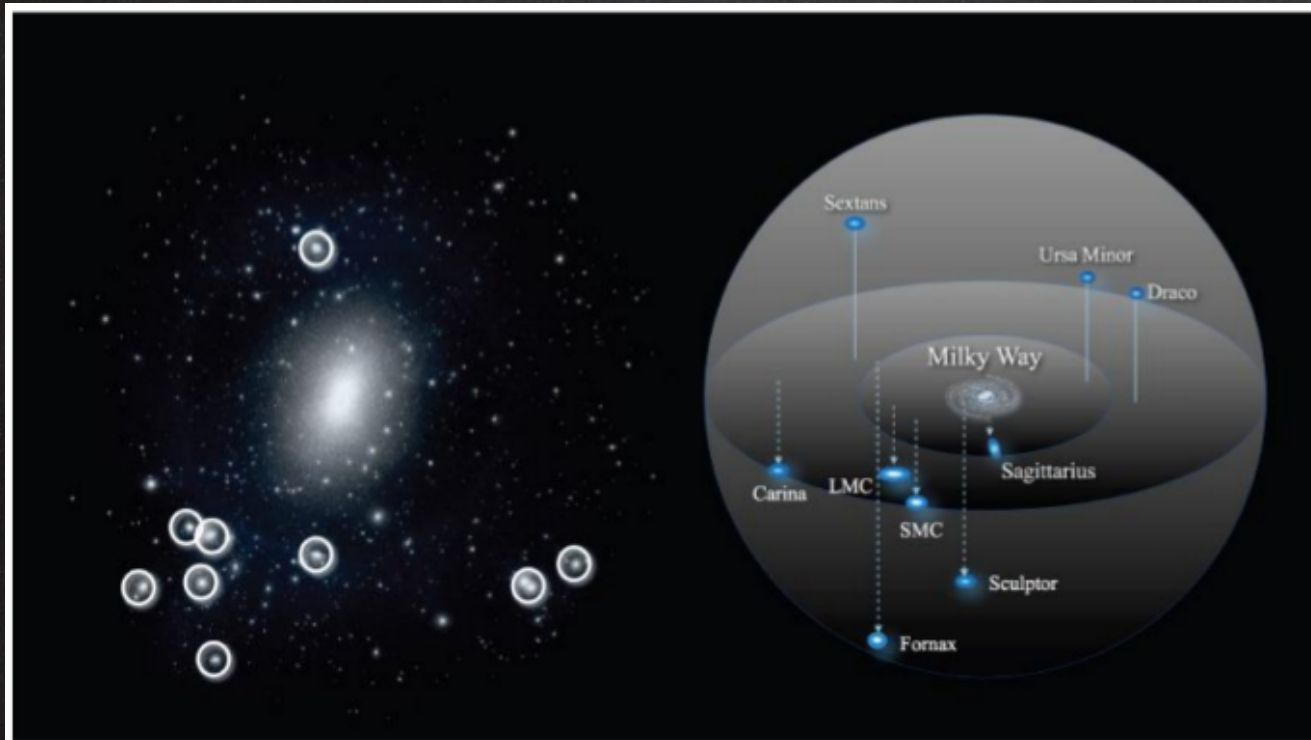 Sextans
Ursa Minor
Draco
Milky Way
Sagittarius
Carina
LMC
SMC
Sculptor
Fornax